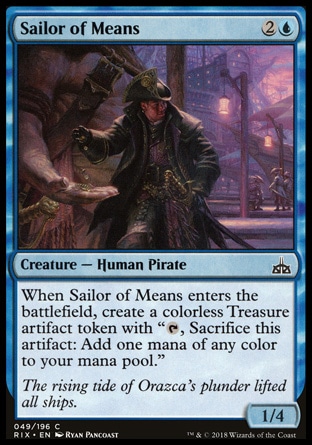 Sailor of Means 2
Creature — Human Pirate
When Sailor of Means enters the
battlefield, create a colorless Treasure
artifact token with “, Sacrifice this
artifact: Add one mana of any color
to your mana pool.”
The rising tide of Orazca's plunder lifted
all ships.
1/4
049/196 C
RIX • EN Ryan Pancoast
™ & © 2018 Wizards of the Coast